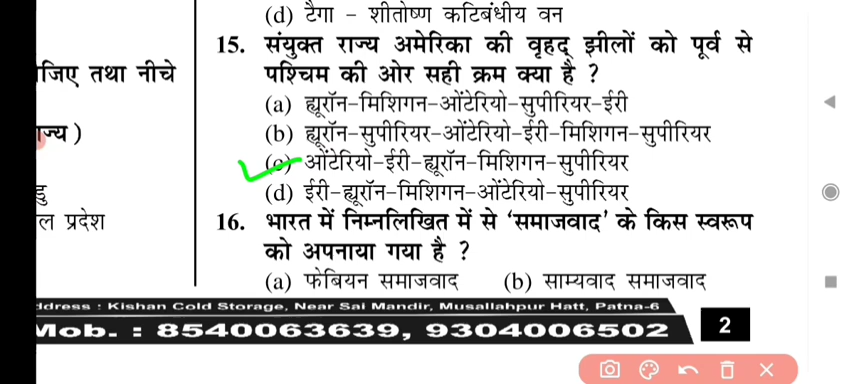 (d) टैगा - शीतोष्ण कटिबंधीय वन
15. संयुक्त राज्य अमेरिका की वृहद् झीलों को पूर्व से
पश्चिम की ओर सही क्रम क्या है ?
(a) ह्यूरॉन-मिशिगन-ओंटेरियो-सुपीरियर-ईरी
(b) ह्यूरॉन-सुपीरियर-ओंटेरियो-ईरी-मिशिगन-सुपीरियर
(c) ओंटेरियो-ईरी-ह्यूरॉन-मिशिगन-सुपीरियर
(d) ईरी-ह्यूरॉन-मिशिगन-ओंटेरियो-सुपीरियर
16. भारत में निम्नलिखित में से 'समाजवाद' के किस स्वरूप
को अपनाया गया है ?
(a) फेबियन समाजवाद (b) साम्यवाद समाजवाद
तथा नीचे
प्रदेश
: Kishan Cold Storage, Near Sai Mandir, Musallahpur Hatt, Patna-6
Mob. : 8540063639, 9304006502
2